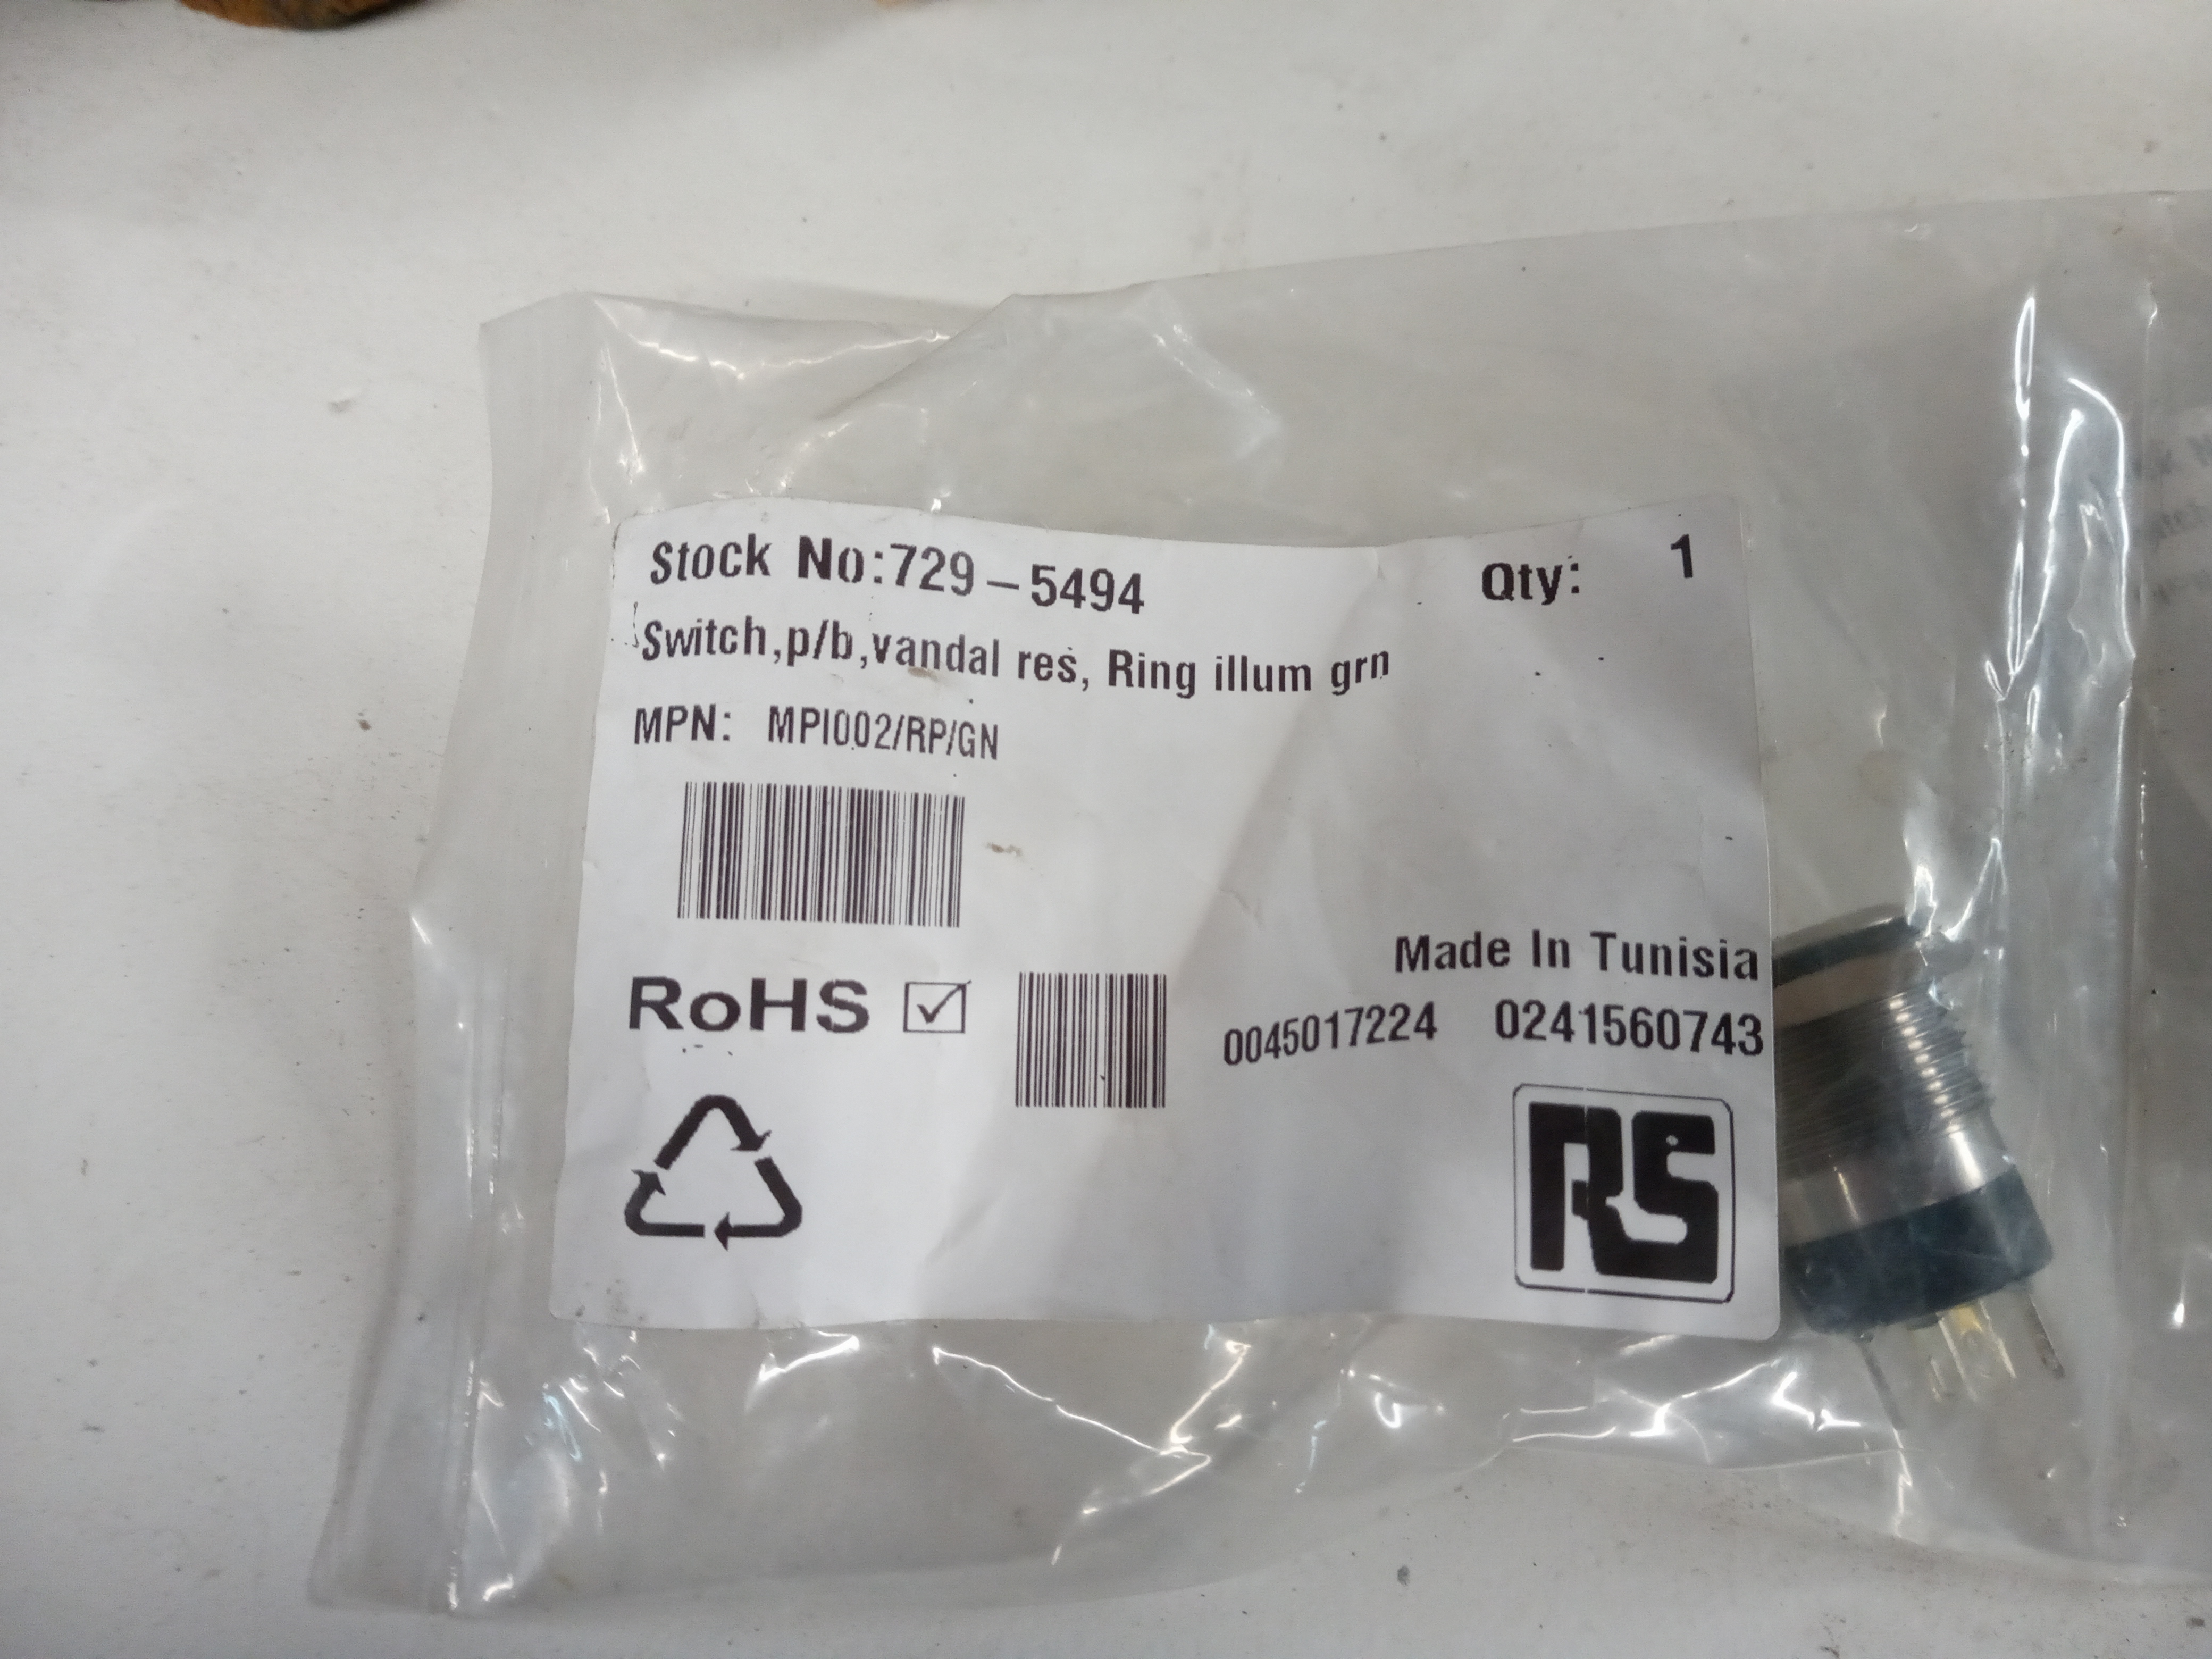 Stock No:729-5494 Qty: 1
Switch,p/b,vandal res, Ring illum grn
MPN: MPI002/RP/GN
Made In Tunisia
RoHS
0045017224 0241560743
RS